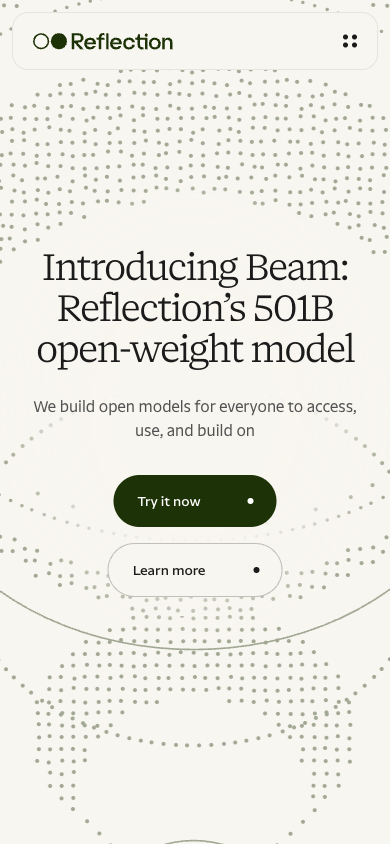 Reflection
Introducing Beam:
Reflection’s 501B
open-weight model
We build open models for everyone to access,
use, and build on
Try it now
Learn more